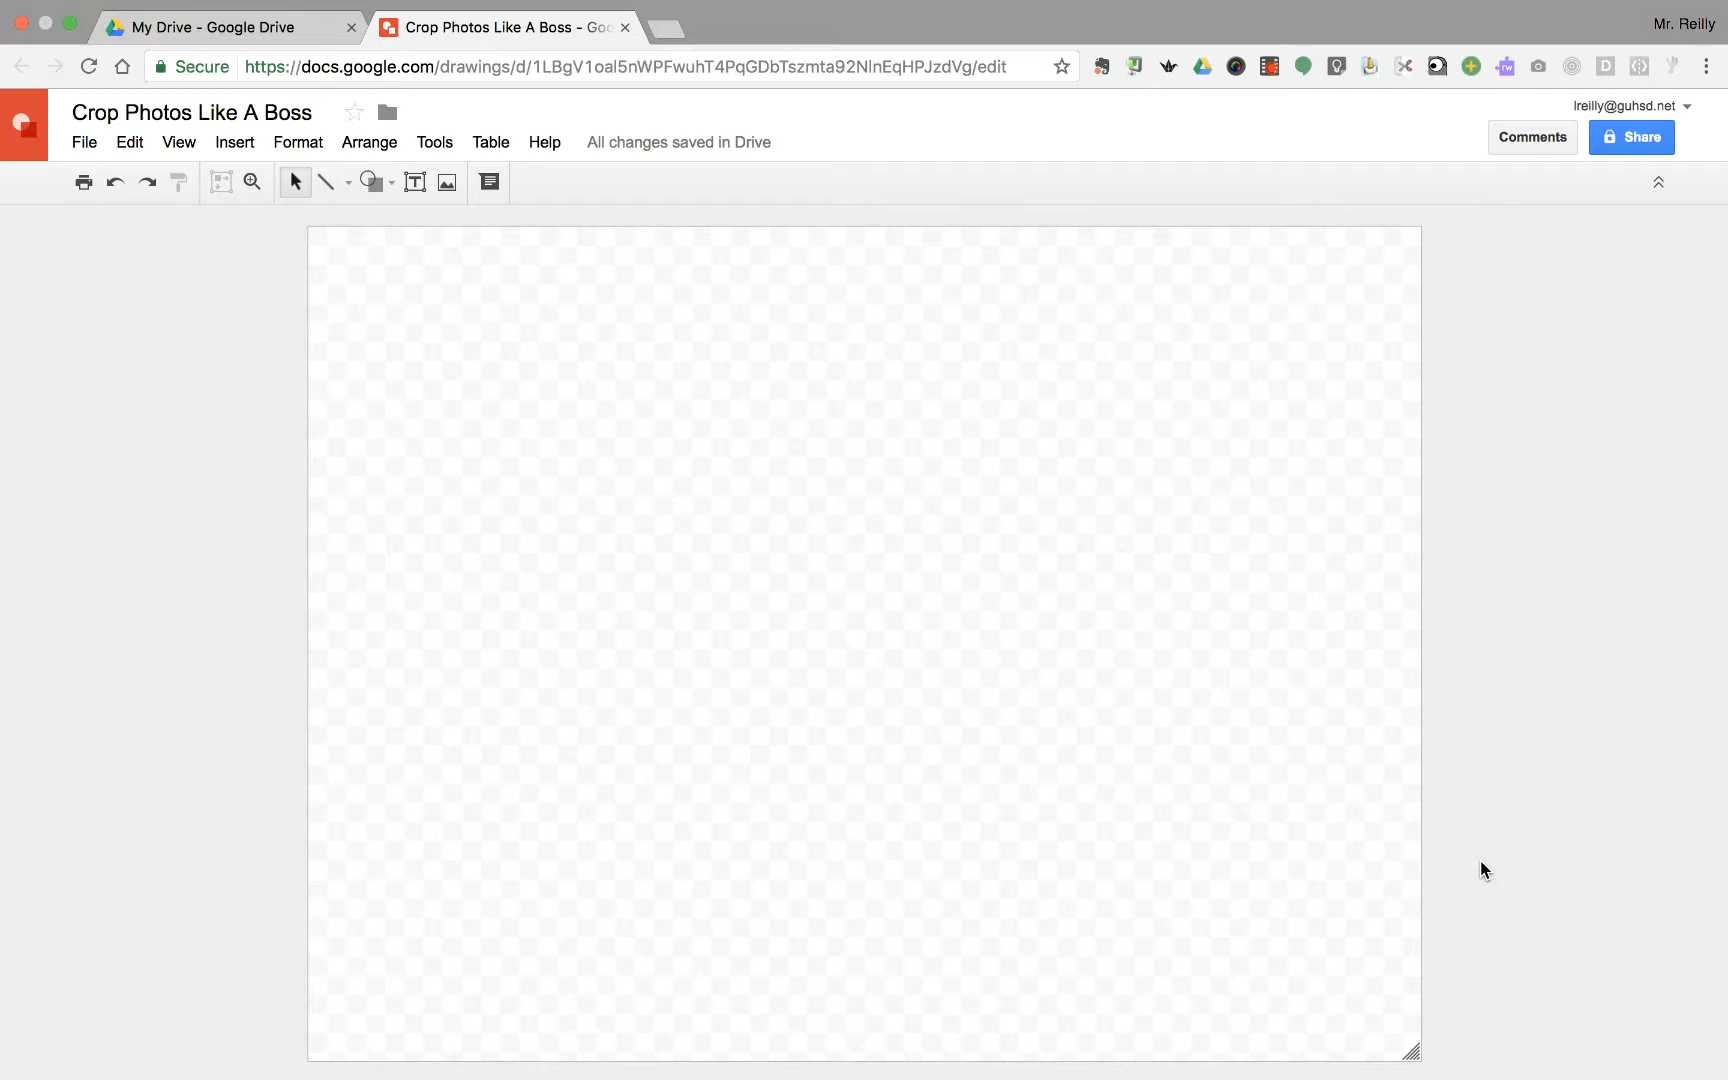 My Drive - Google Drive
Crop Photos Like A Boss - Goo
Mr. Reilly
Secure https://docs.google.com/drawings/d/1LBgV1oal5nWPFwuhT4PqGDbTszmta92NlnEqHPJzdVg/edit
Crop Photos Like A Boss
lreilly@guhsd.net
File Edit View Insert Format Arrange Tools Table Help All changes saved in Drive
Comments Share